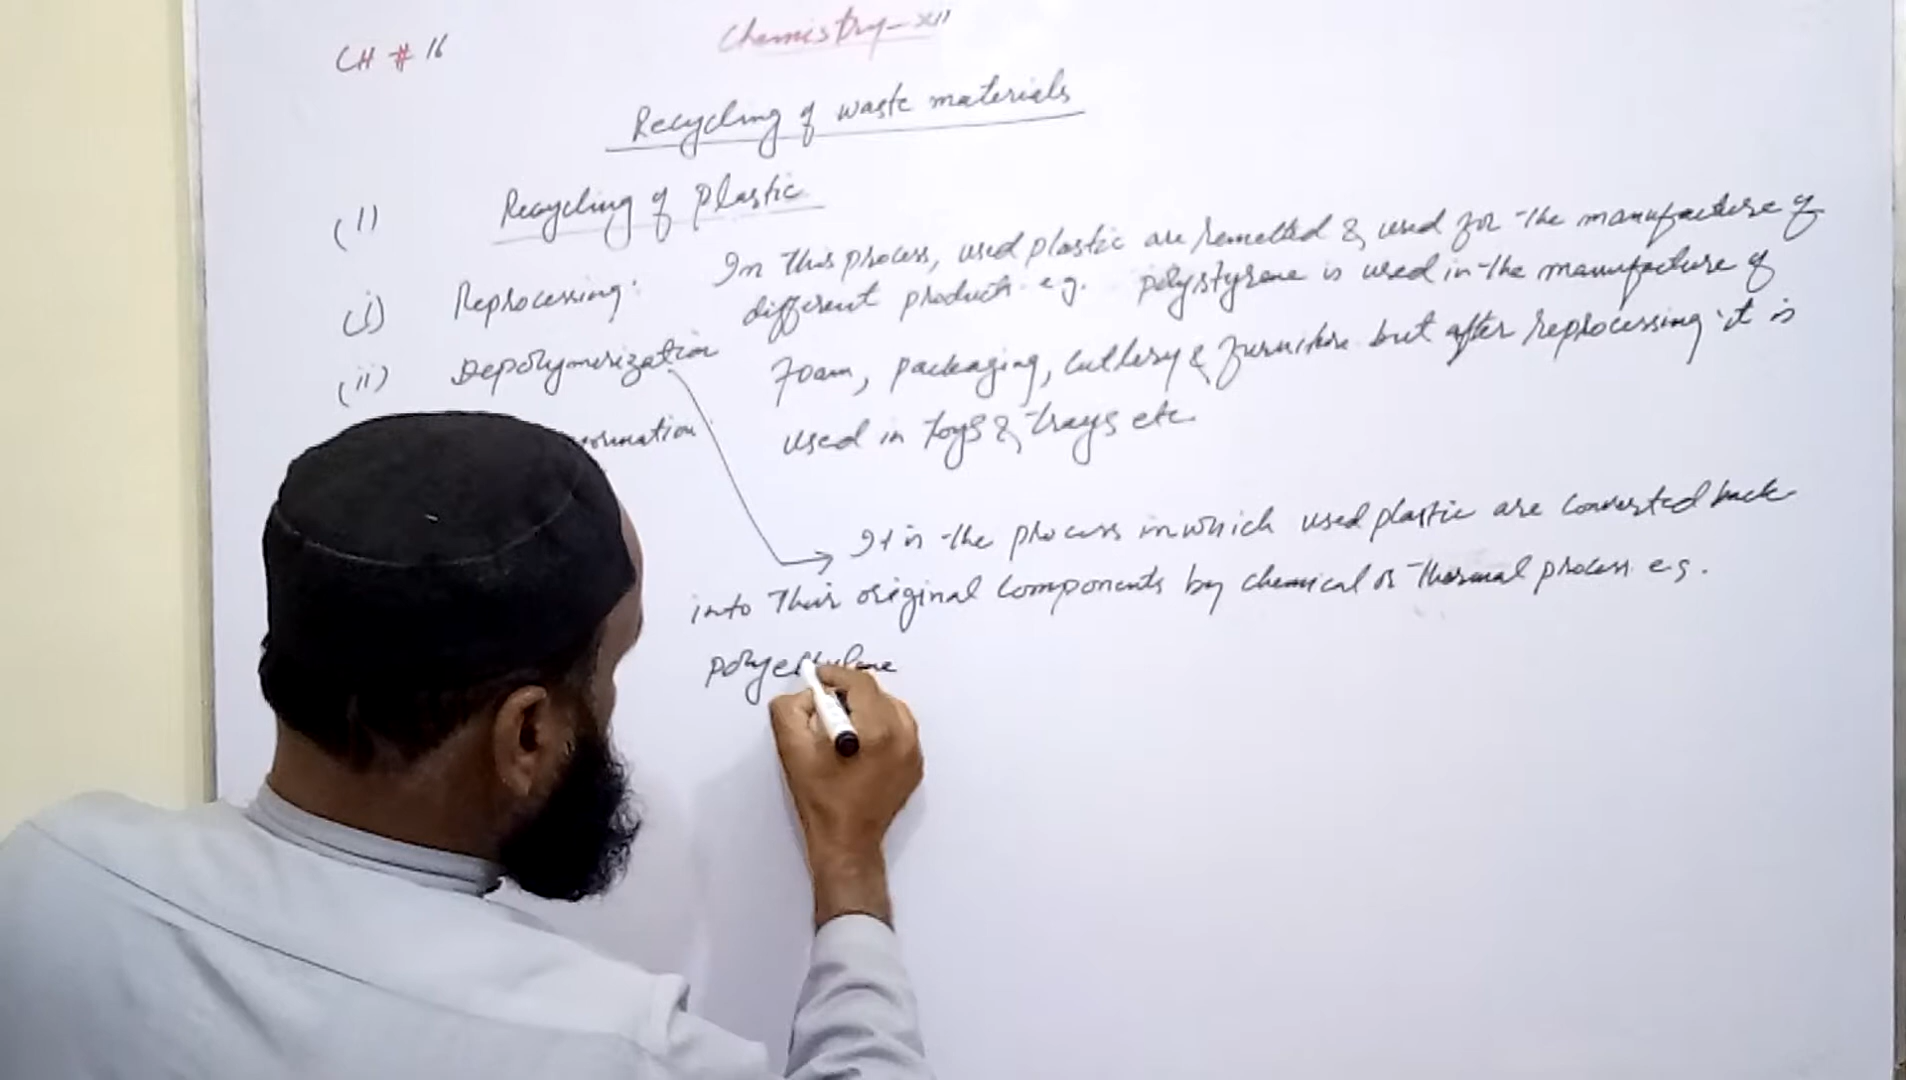 CH # 16
Chemistry-XII
Recycling of waste materials
(1) Recycling of plastic
(i) Reprocessing: In this process, used plastic are remelted & used for the manufacture of
different product. e.g. polystyrene is used in the manufacture of
Foam, packaging, cutlery & furniture but after reprocessing it is
used in toys & trays etc.
(ii) Depolymerization
It is the process in which used plastic are converted back
into their original components by chemical or thermal process e.g.
polyethylene